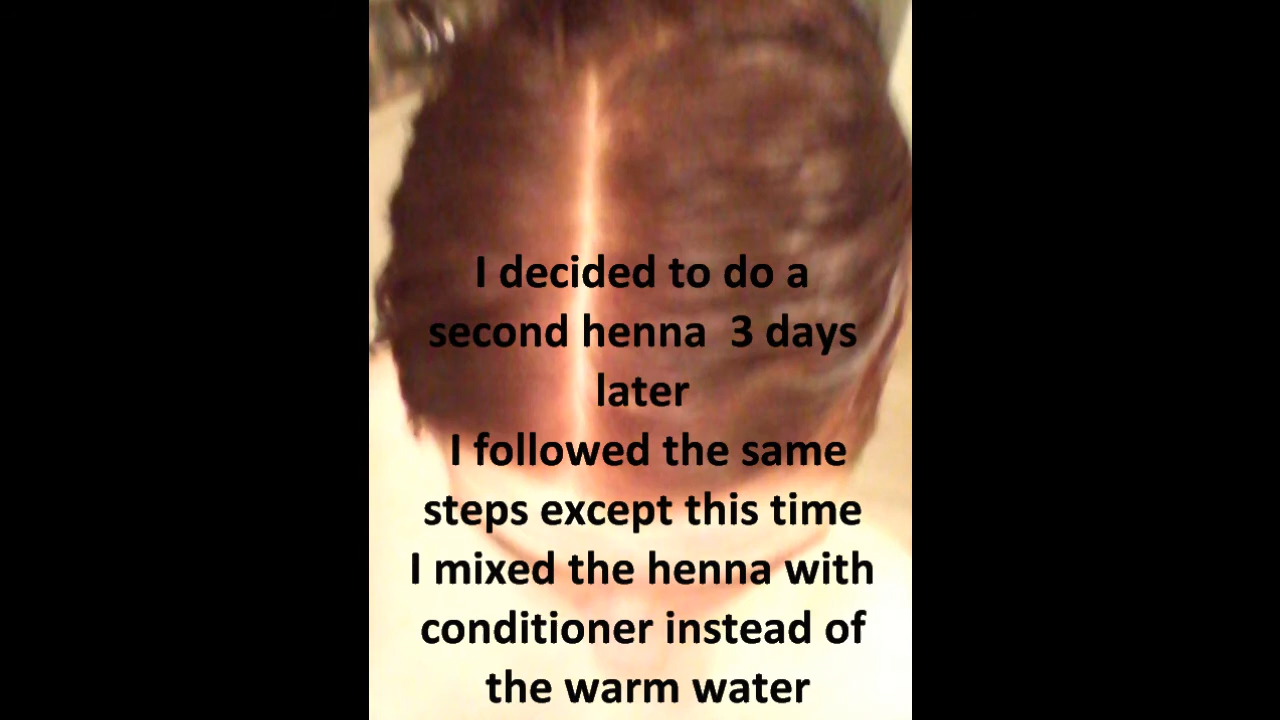 I decided to do a
second henna  3 days
later
I followed the same
steps except this time
I mixed the henna with
conditioner instead of
the warm water